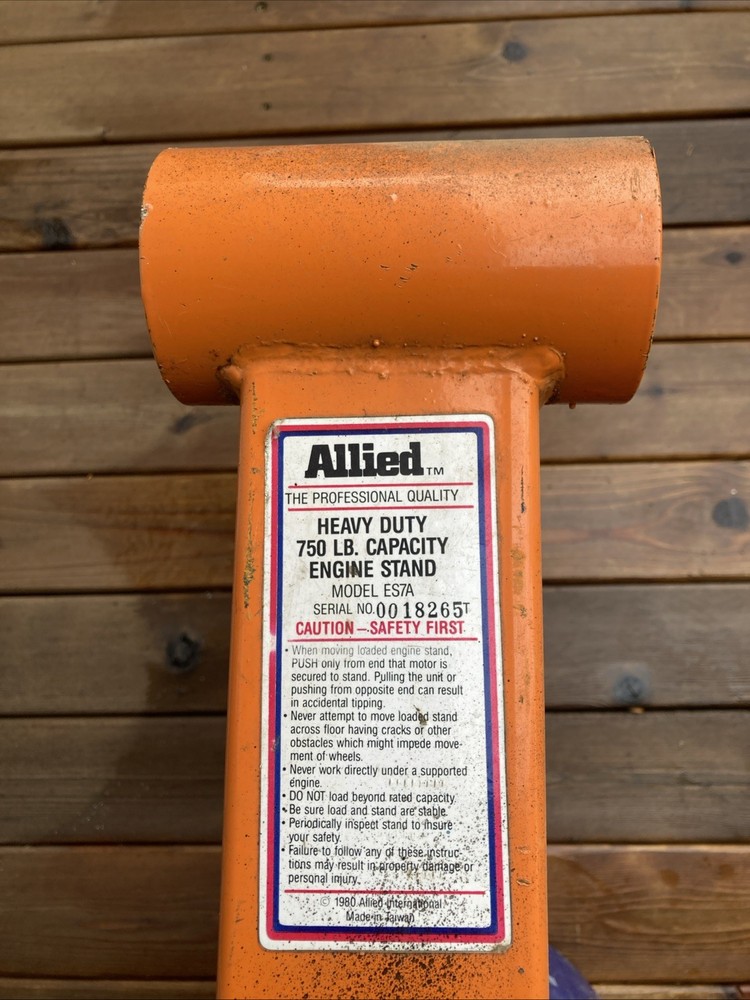 Allied™
THE PROFESSIONAL QUALITY
HEAVY DUTY
750 LB. CAPACITY
ENGINE STAND
MODEL ES7A
SERIAL NO. 0018265T
CAUTION – SAFETY FIRST
• When moving loaded engine stand,
PUSH only from end that motor is
secured to stand. Pulling the unit or
pushing from opposite end can result
in accidental tipping.
• Never attempt to move loaded stand
across floor having cracks or other
obstacles which might impede move-
ment of wheels.
• Never work directly under a supported
engine.
• DO NOT load beyond rated capacity.
• Be sure load and stand are stable.
• Periodically inspect stand to insure
your safety.
• Failure to follow any of these instruc-
tions may result in property damage or
personal injury.
© 1980 Allied International
Made in Taiwan